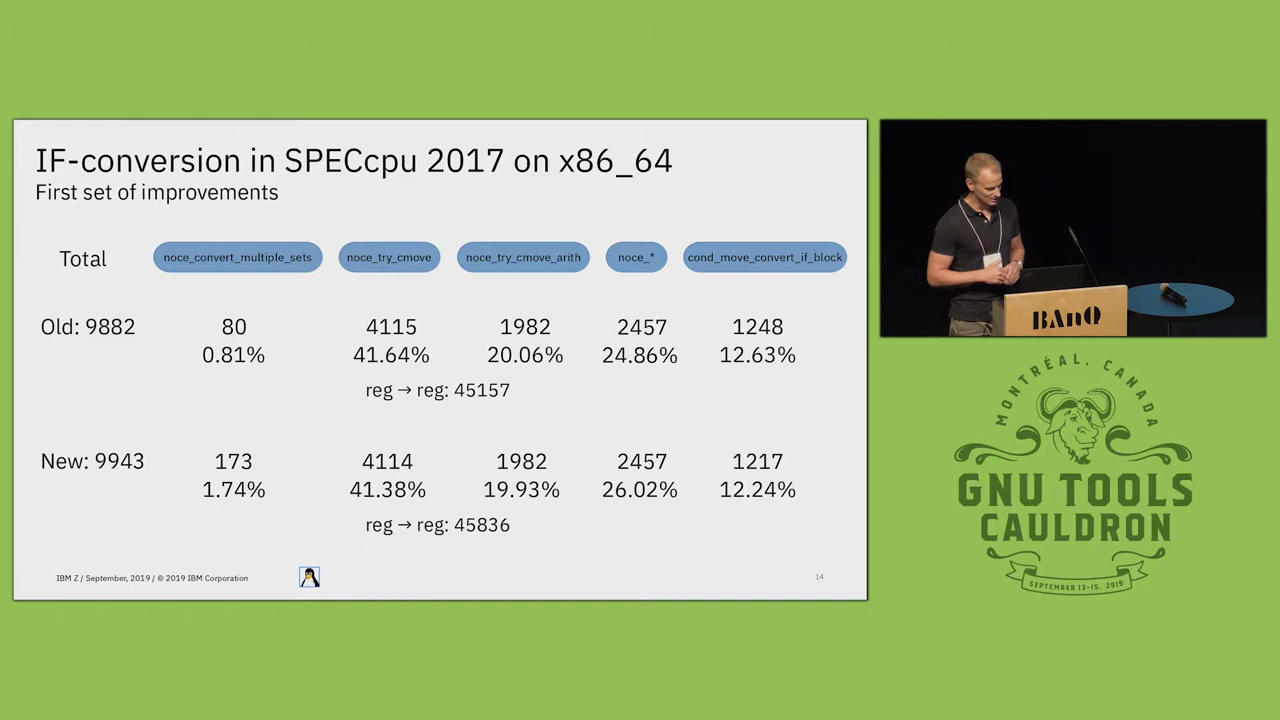 IF-conversion in SPECcpu 2017 on x86_64
First set of improvements
Total noce_convert_multiple_sets noce_try_cmove noce_try_cmove_arith noce_* cond_move_convert_if_block
Old: 9882 80 4115 1982 2457 1248
0.81% 41.64% 20.06% 24.86% 12.63%
reg → reg: 45157
New: 9943 173 4114 1982 2457 1217
1.74% 41.38% 19.93% 26.02% 12.24%
reg → reg: 45836
IBM Z / September, 2019 / © 2019 IBM Corporation
14
BAnQ
MONTRÉAL, CANADA
GNU TOOLS
CAULDRON
SEPTEMBER 13-15, 2019